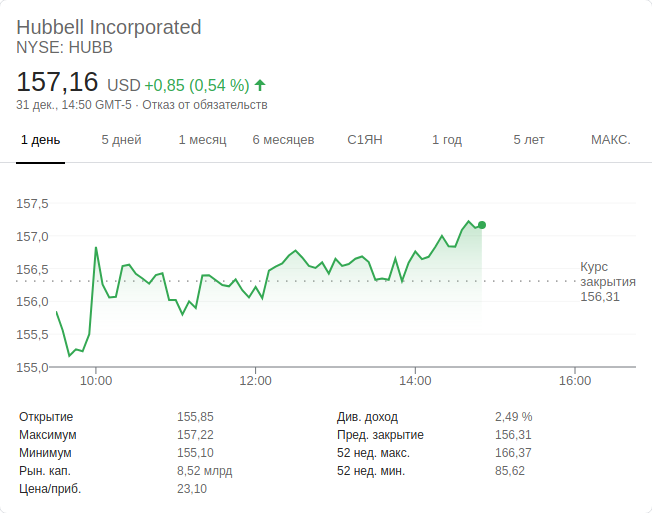 Hubbell Incorporated
NYSE: HUBB
157,16 USD +0,85 (0,54 %)
31 дек., 14:50 GMT-5 · Отказ от обязательств
1 день 5 дней 1 месяц 6 месяцев С1ЯН 1 год 5 лет МАКС.
157,5
157,0
156,5
156,0
155,5
155,0
Курс
закрытия
156,31
10:00 12:00 14:00 16:00
Открытие 155,85 Див. доход 2,49 %
Максимум 157,22 Пред. закрытие 156,31
Минимум 155,10 52 нед. макс. 166,37
Рын. кап. 8,52 млрд 52 нед. мин. 85,62
Цена/приб. 23,10